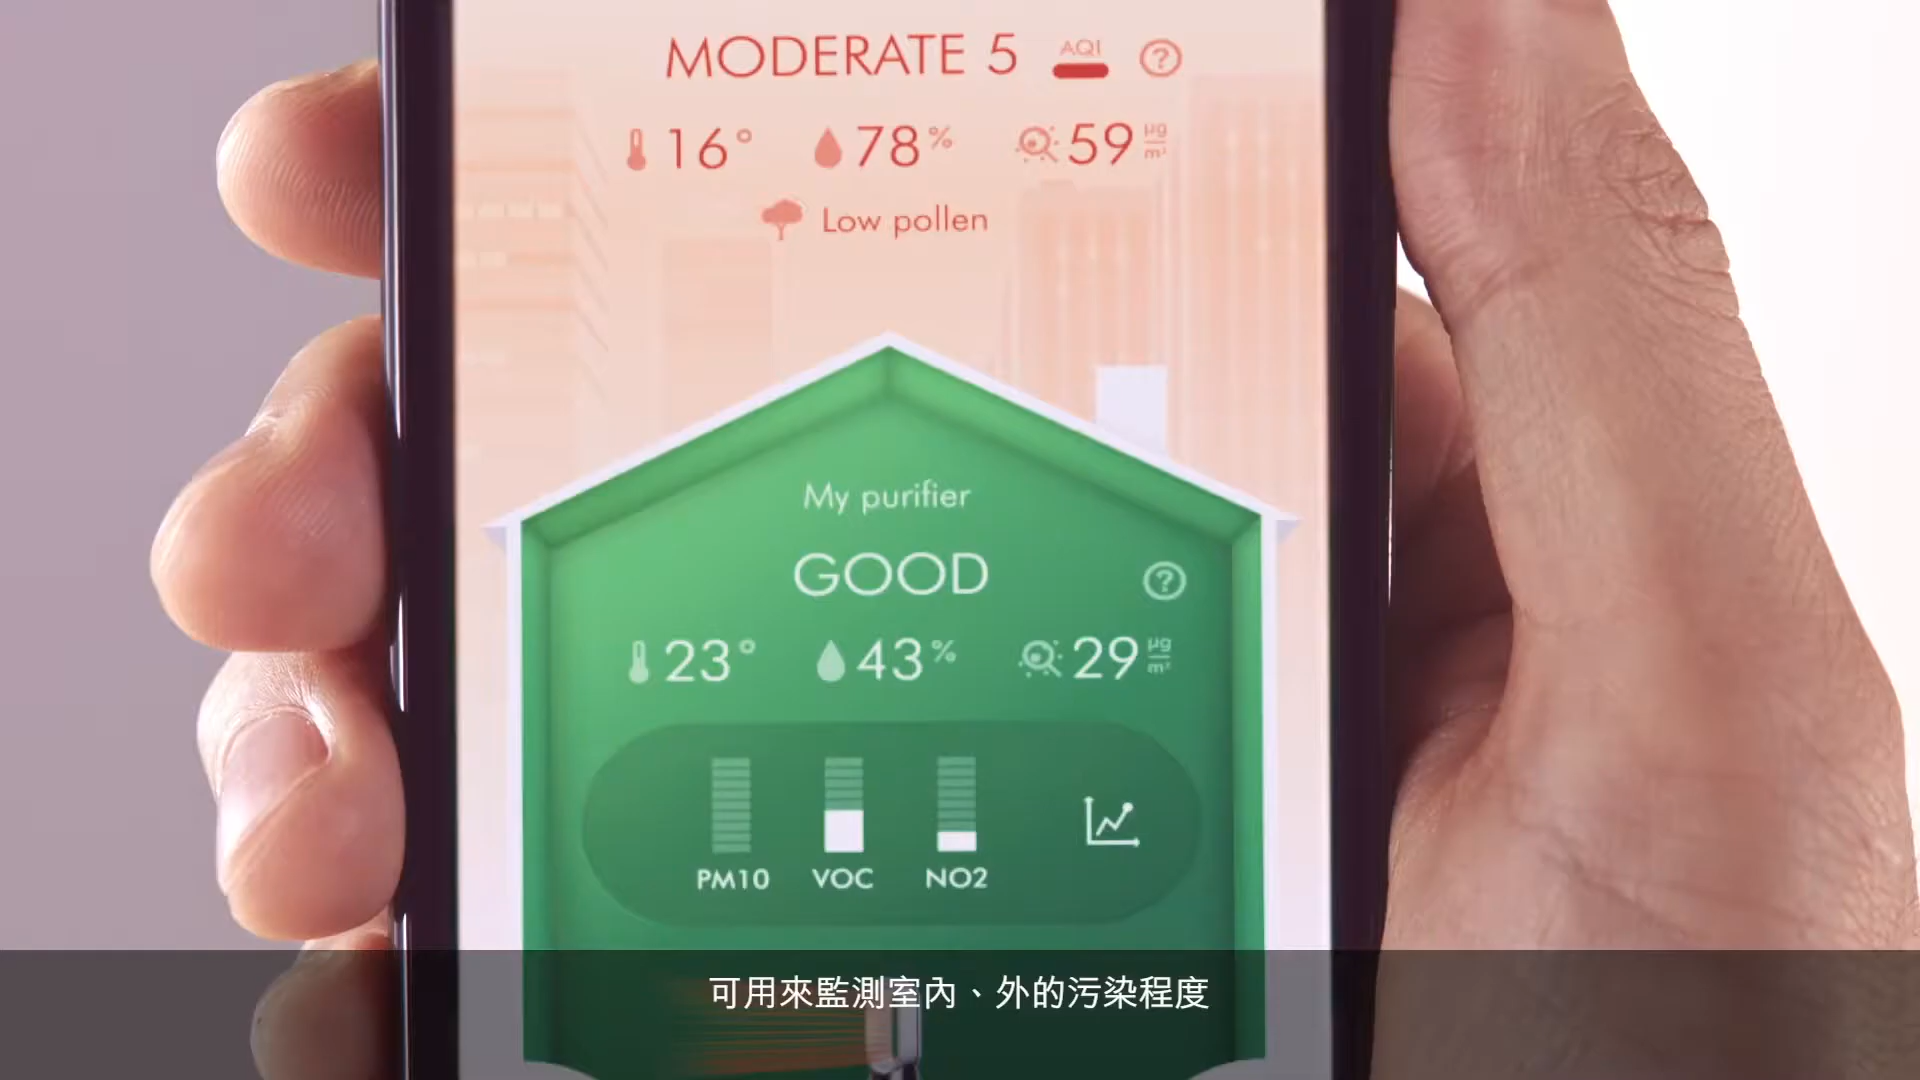 MODERATE 5 AQI ?
16° 78% 59 µg/m³
Low pollen
My purifier
GOOD ?
23° 43% 29 µg/m³
PM10 VOC NO2
可用來監測室內、外的污染程度